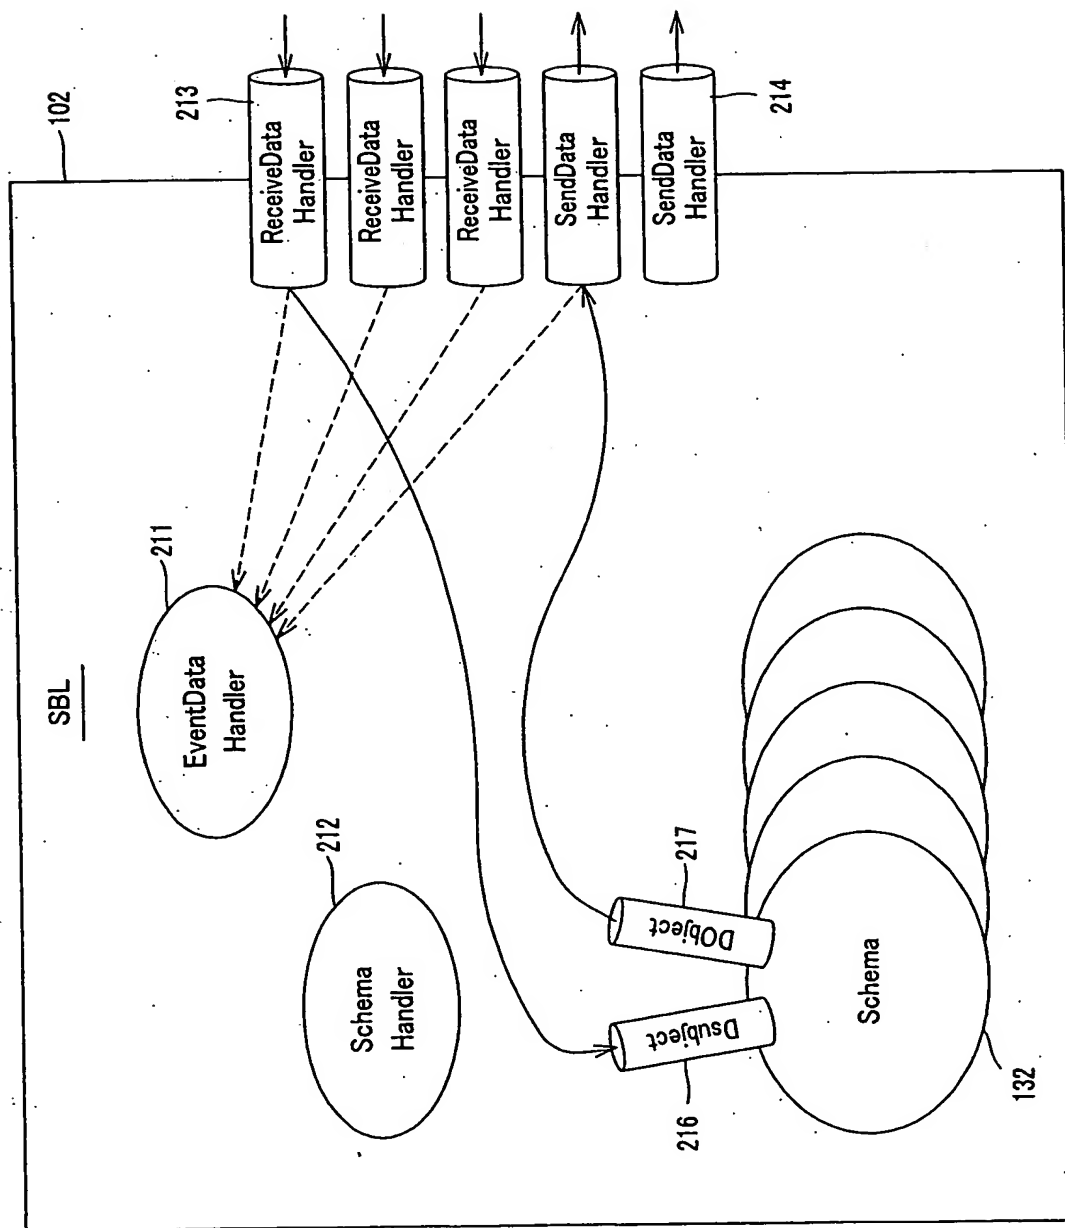 SBL
102
EventData
Handler
211
Schema
Handler
212
213
ReceiveData
Handler
ReceiveData
Handler
ReceiveData
Handler
SendData
Handler
SendData
Handler
214
Dsubject
216
DObject
217
Schema
132